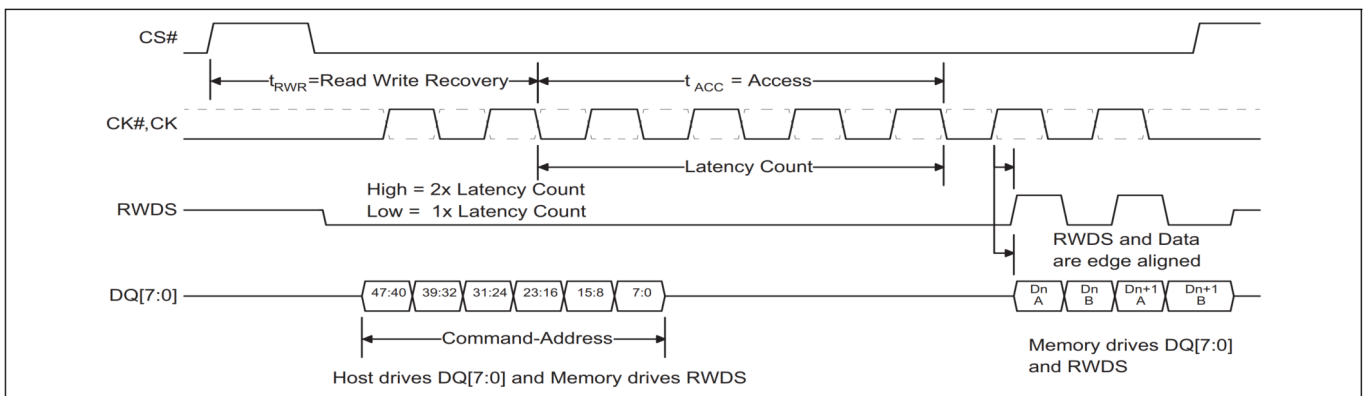 CS#
tRWR=Read Write Recovery
t ACC = Access
CK#,CK
Latency Count
High = 2x Latency Count
Low = 1x Latency Count
RWDS
RWDS and Data
are edge aligned
DQ[7:0]
47:40 39:32 31:24 23:16 15:8 7:0
Dn A
Dn B
Dn+1 A
Dn+1 B
Command-Address
Memory drives DQ[7:0]
and RWDS
Host drives DQ[7:0] and Memory drives RWDS